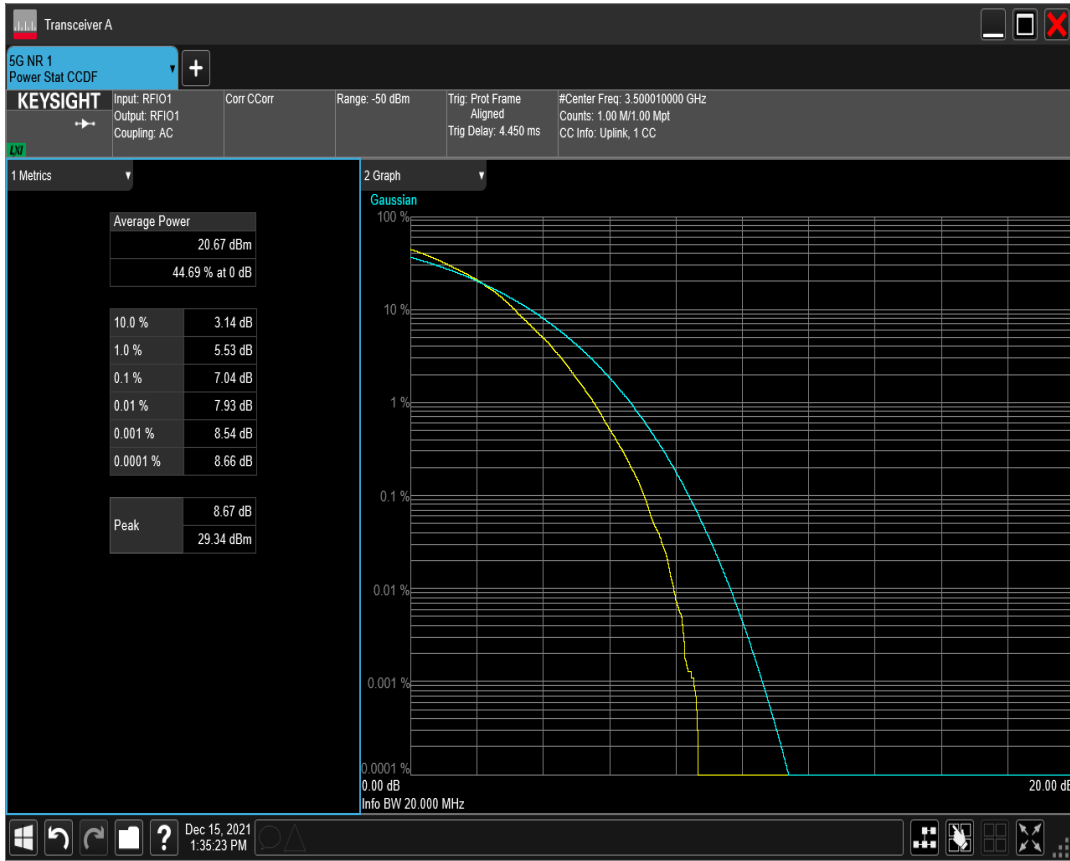 Transceiver A
5G NR 1
Power Stat CCDF
KEYSIGHT
LXI
Input: RFIO1
Output: RFIO1
Coupling: AC
Corr CCorr
Range: -50 dBm
Trig: Prot Frame
Aligned
Trig Delay: 4.450 ms
#Center Freq: 3.500010000 GHz
Counts: 1.00 M/1.00 Mpt
CC Info: Uplink, 1 CC
1 Metrics
Average Power
20.67 dBm
44.69 % at 0 dB
10.0 % 3.14 dB
1.0 % 5.53 dB
0.1 % 7.04 dB
0.01 % 7.93 dB
0.001 % 8.54 dB
0.0001 % 8.66 dB
Peak 8.67 dB
29.34 dBm
2 Graph
Gaussian
100 %
10 %
1 %
0.1 %
0.01 %
0.001 %
0.0001 %
0.00 dB 20.00 dB
Info BW 20.000 MHz
? Dec 15, 2021
1:35:23 PM